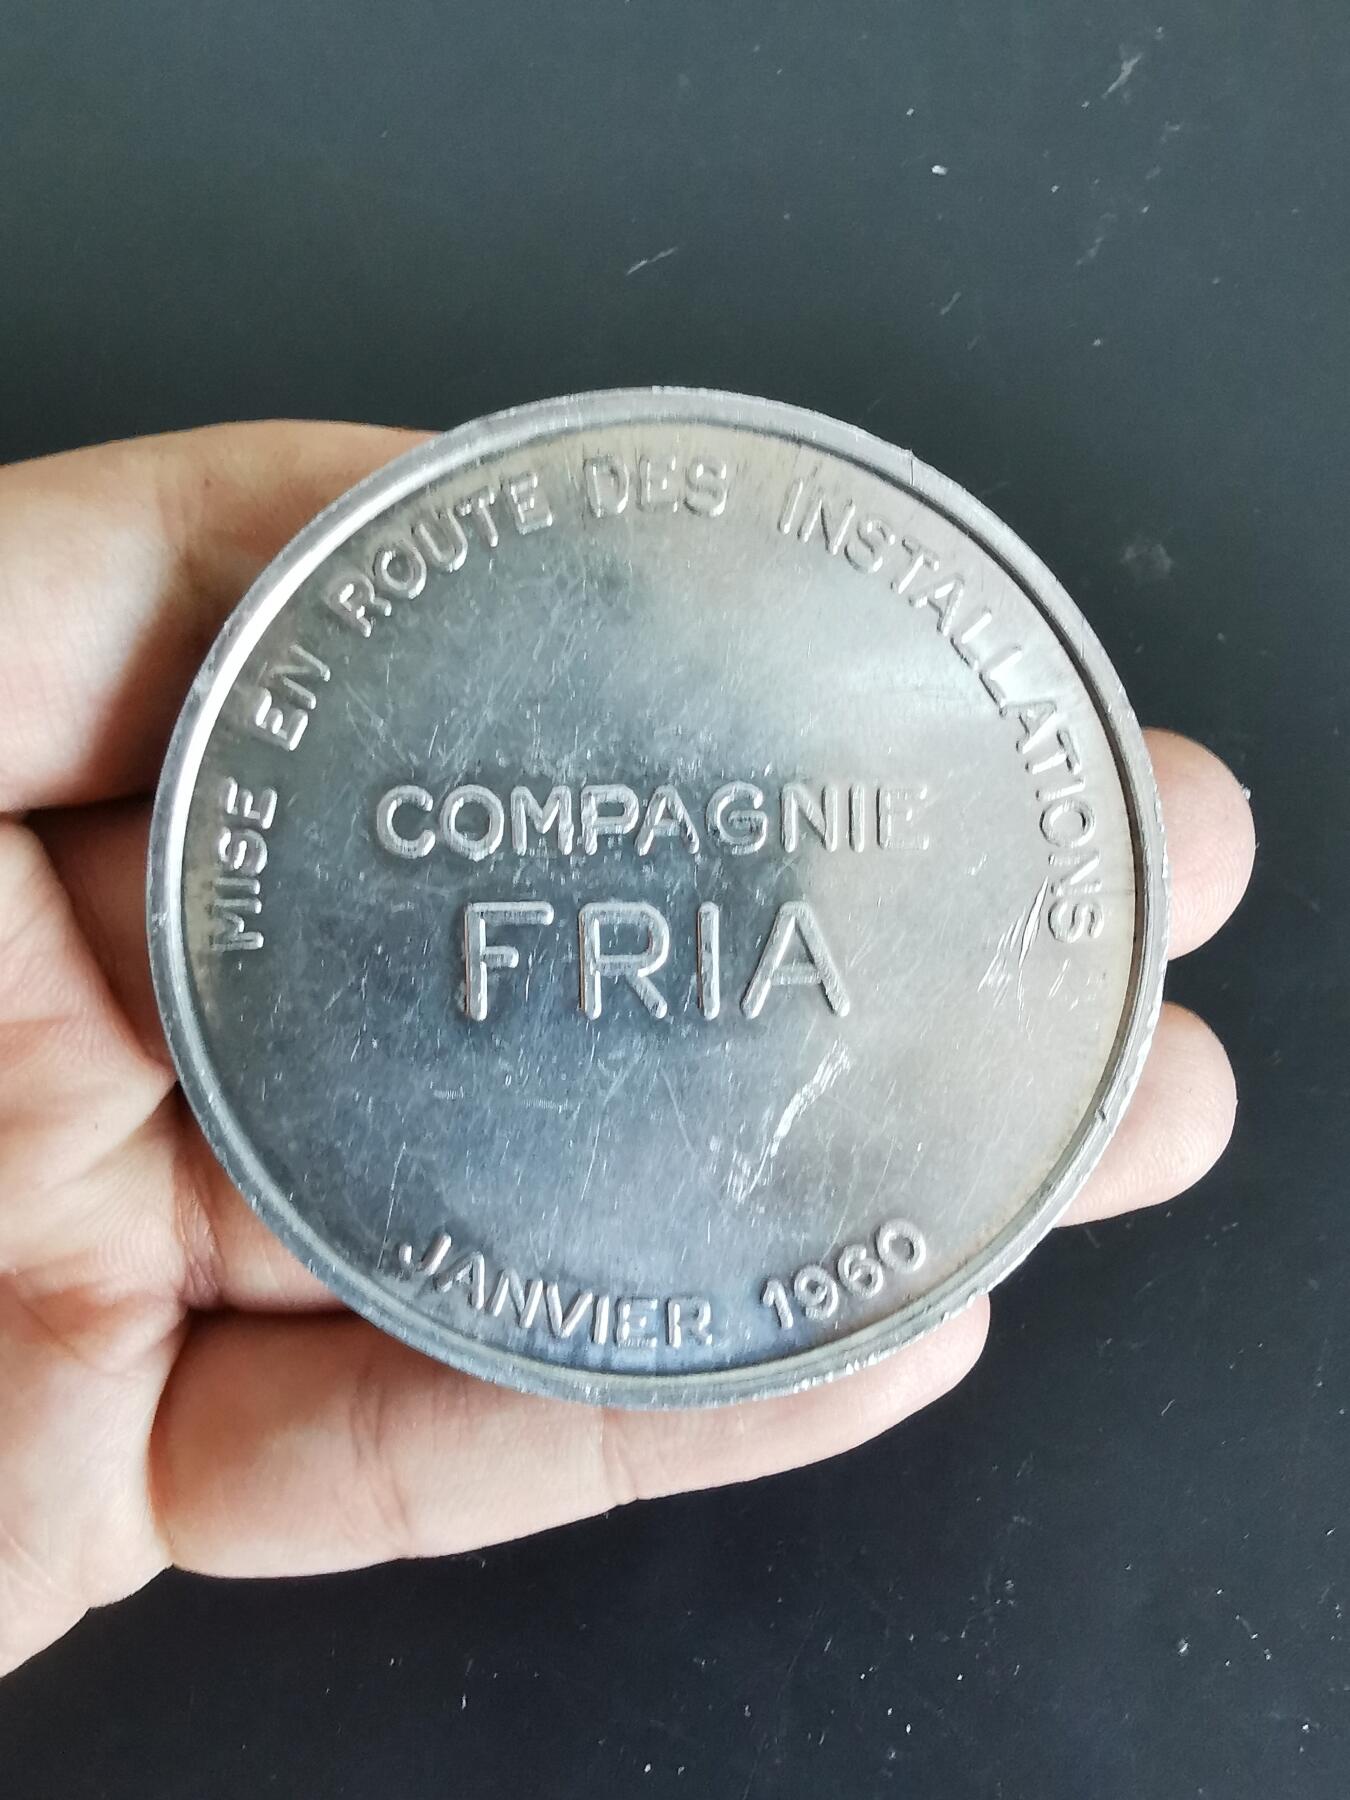 MISE EN ROUTE DES INSTALLATIONS
COMPAGNIE
FRIA
JANVIER 1960